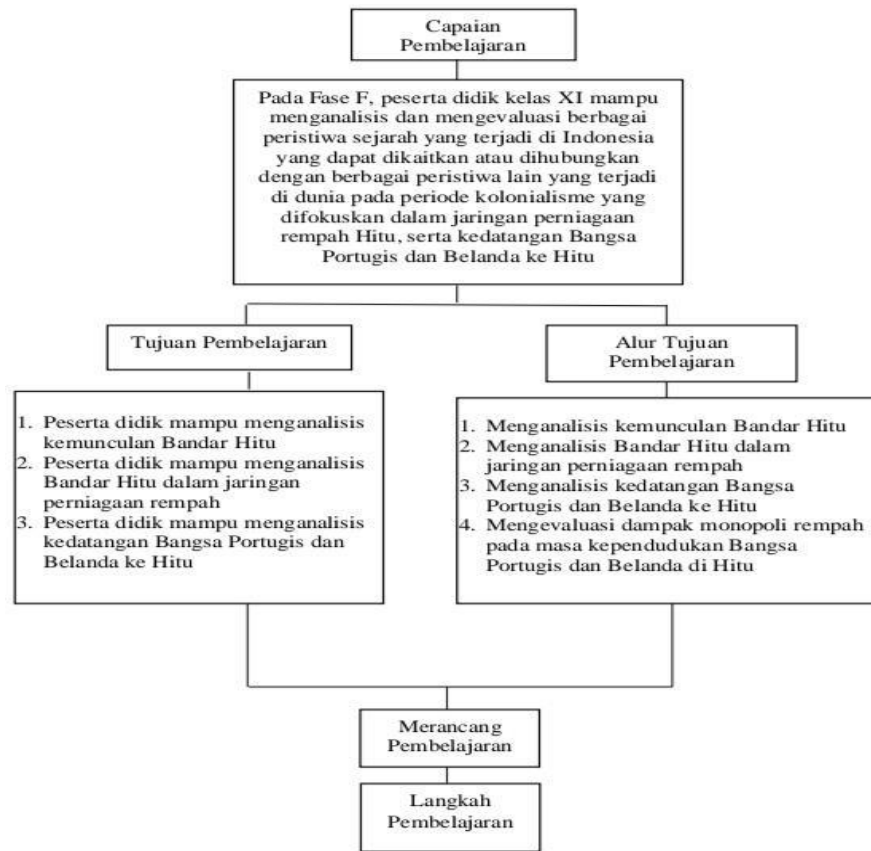 Capaian
Pembelajaran
Pada Fase F, peserta didik kelas XI mampu
menganalisis dan mengevaluasi berbagai
peristiwa sejarah yang terjadi di Indonesia
yang dapat dikaitkan atau dihubungkan
dengan berbagai peristiwa lain yang terjadi
di dunia pada periode kolonialisme yang
difokuskan dalam jaringan perniagaan
rempah Hitu, serta kedatangan Bangsa
Portugis dan Belanda ke Hitu
Tujuan Pembelajaran
1. Peserta didik mampu menganalisis
kemunculan Bandar Hitu
2. Peserta didik mampu menganalisis
Bandar Hitu dalam jaringan
perniagaan rempah
3. Peserta didik mampu menganalisis
kedatangan Bangsa Portugis dan
Belanda ke Hitu
Alur Tujuan
Pembelajaran
1. Menganalisis kemunculan Bandar Hitu
2. Menganalisis Bandar Hitu dalam
jaringan perniagaan rempah
3. Menganalisis kedatangan Bangsa
Portugis dan Belanda ke Hitu
4. Mengevaluasi dampak monopoli rempah
pada masa kependudukan Bangsa
Portugis dan Belanda di Hitu
Merancang
Pembelajaran
Langkah
Pembelajaran